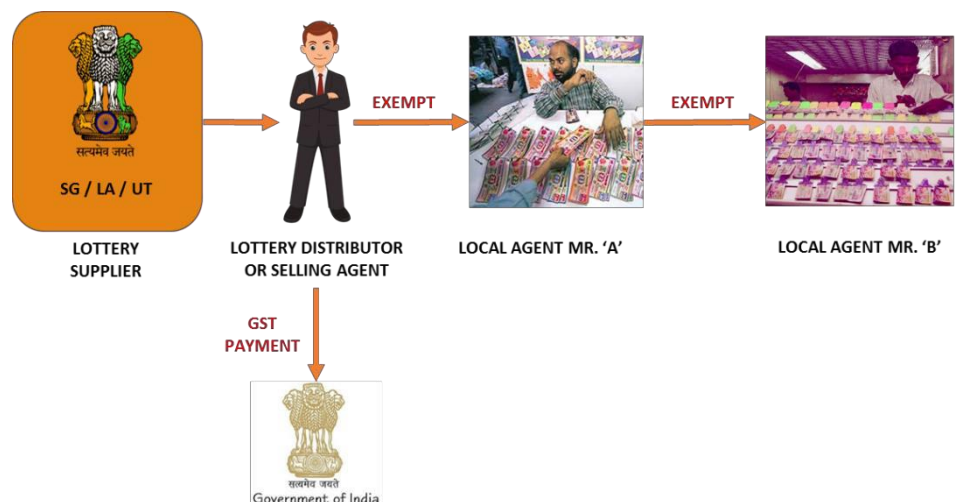 सत्यमेव जयते
SG / LA / UT
LOTTERY
SUPPLIER
LOTTERY DISTRIBUTOR
OR SELLING AGENT
EXEMPT
LOCAL AGENT MR. ‘A’
EXEMPT
LOCAL AGENT MR. ‘B’
GST
PAYMENT
सत्यमेव जयते
Government of India